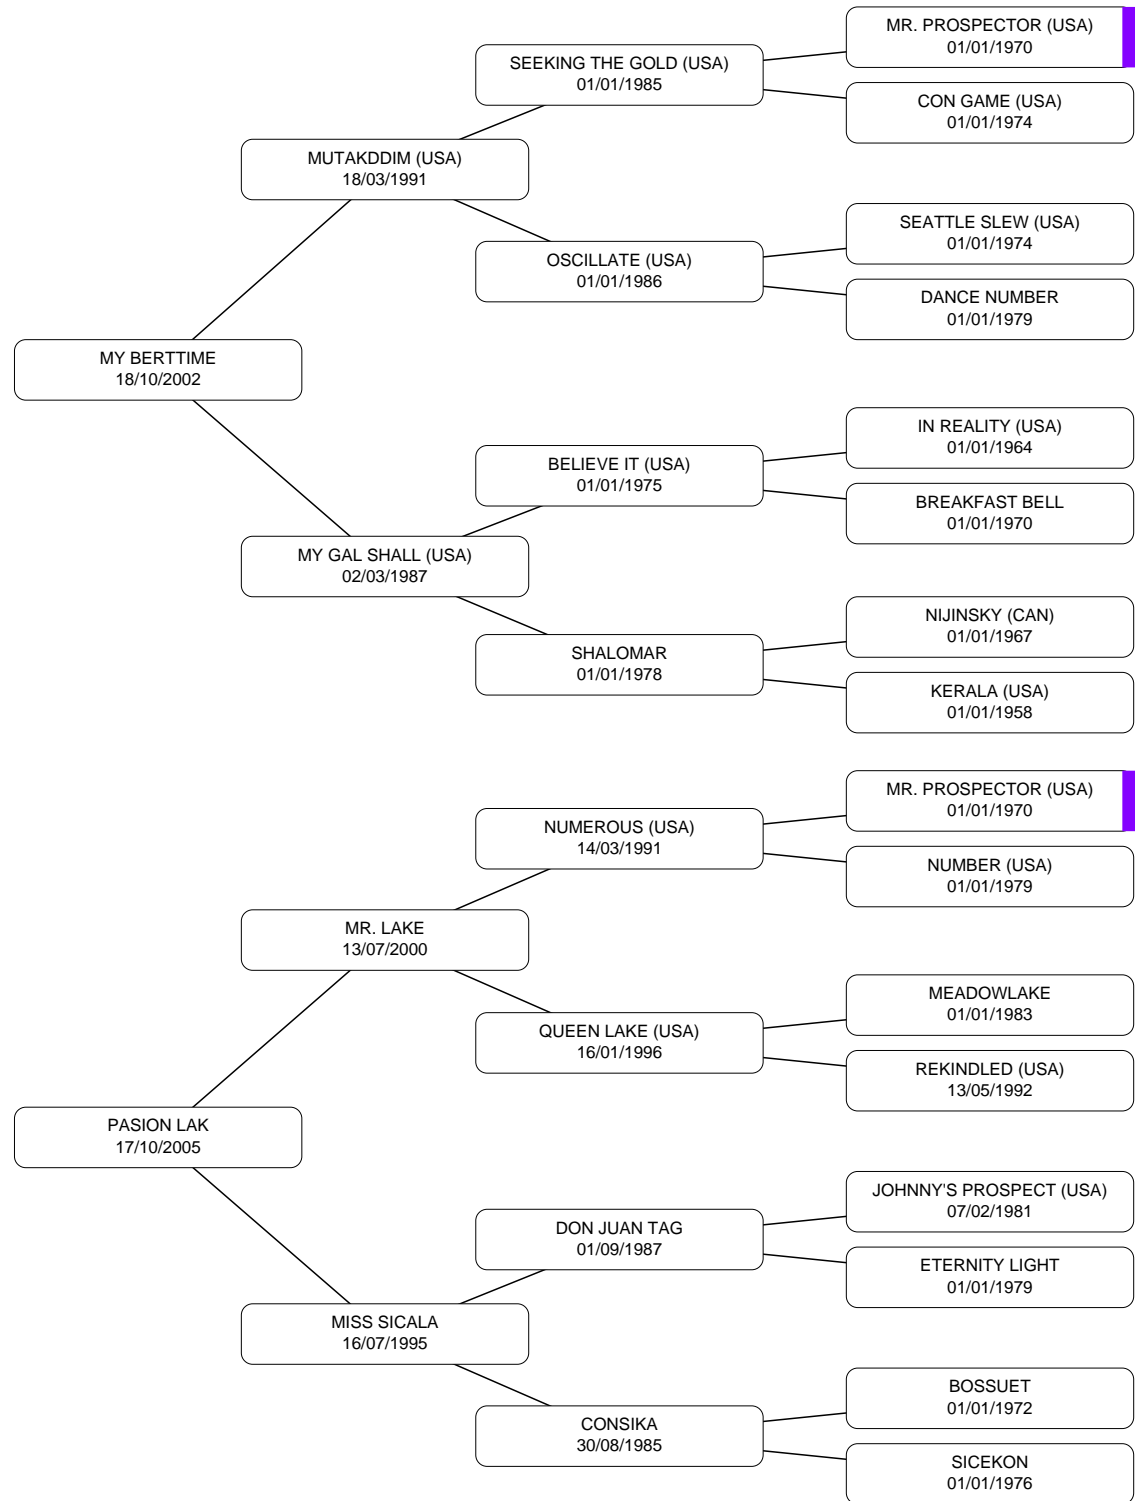 MR. PROSPECTOR (USA)
01/01/1970
SEEKING THE GOLD (USA)
01/01/1985
CON GAME (USA)
01/01/1974
MUTAKDDIM (USA)
18/03/1991
SEATTLE SLEW (USA)
01/01/1974
OSCILLATE (USA)
01/01/1986
DANCE NUMBER
01/01/1979
MY BERTTIME
18/10/2002
IN REALITY (USA)
01/01/1964
BELIEVE IT (USA)
01/01/1975
BREAKFAST BELL
01/01/1970
MY GAL SHALL (USA)
02/03/1987
NIJINSKY (CAN)
01/01/1967
SHALOMAR
01/01/1978
KERALA (USA)
01/01/1958
MR. PROSPECTOR (USA)
01/01/1970
NUMEROUS (USA)
14/03/1991
NUMBER (USA)
01/01/1979
MR. LAKE
13/07/2000
MEADOWLAKE
01/01/1983
QUEEN LAKE (USA)
16/01/1996
REKINDLED (USA)
13/05/1992
PASION LAK
17/10/2005
JOHNNY'S PROSPECT (USA)
07/02/1981
DON JUAN TAG
01/09/1987
ETERNITY LIGHT
01/01/1979
MISS SICALA
16/07/1995
BOSSUET
01/01/1972
CONSIKA
30/08/1985
SICEKON
01/01/1976